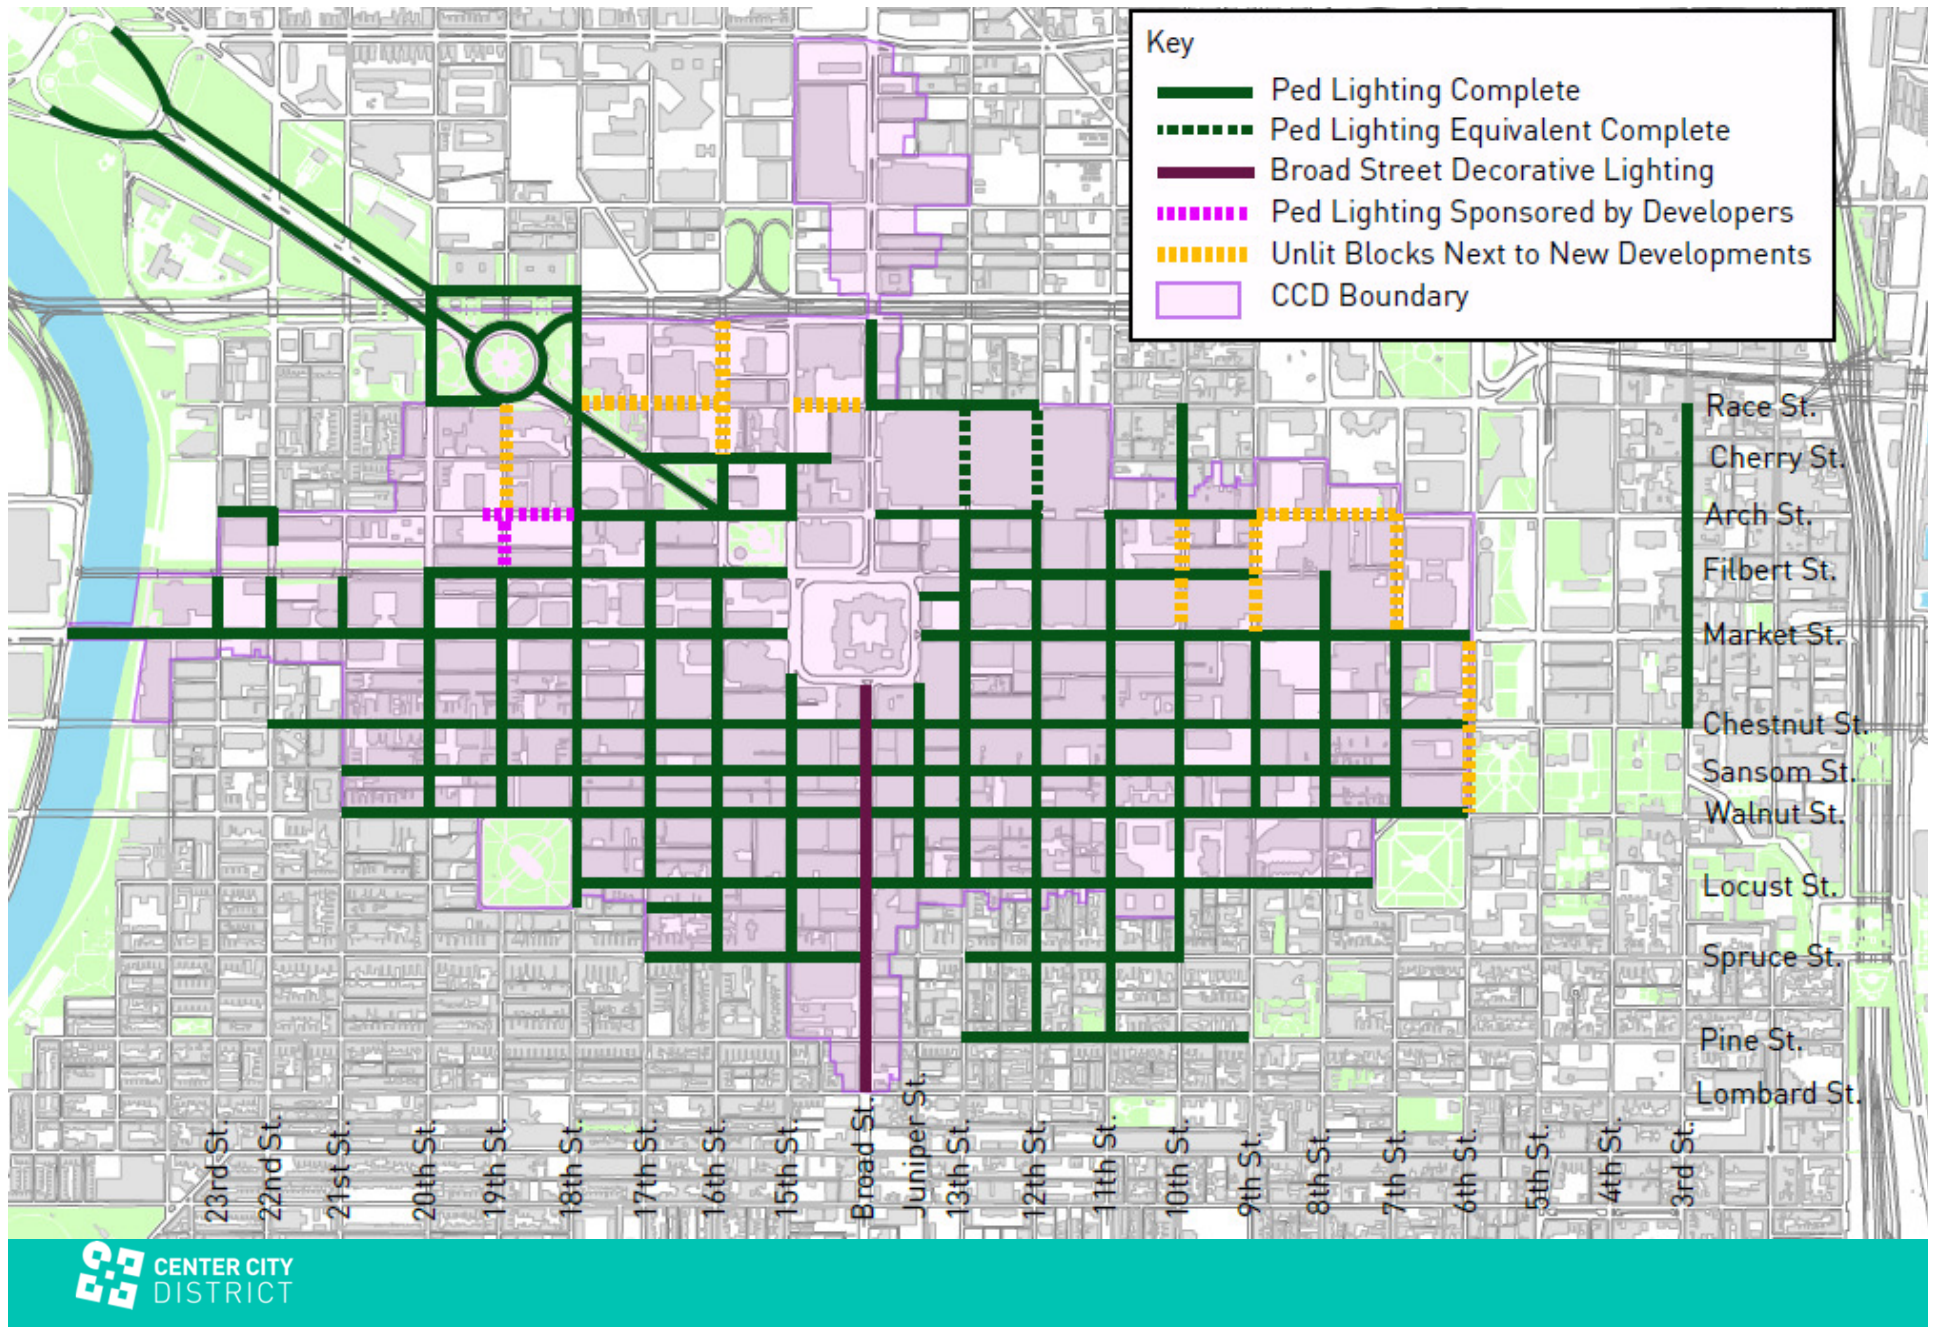 Key
Ped Lighting Complete
Ped Lighting Equivalent Complete
Broad Street Decorative Lighting
Ped Lighting Sponsored by Developers
Unlit Blocks Next to New Developments
CCD Boundary
Race St.
Cherry St.
Arch St.
Filbert St.
Market St.
Chestnut St.
Sansom St.
Walnut St.
Locust St.
Spruce St.
Pine St.
Lombard St.
23rd St.
22nd St.
21st St.
20th St.
19th St.
18th St.
17th St.
16th St.
15th St.
Broad St.
Juniper St.
13th St.
12th St.
11th St.
10th St.
9th St.
8th St.
7th St.
6th St.
5th St.
4th St.
3rd St.
CENTER CITY
DISTRICT